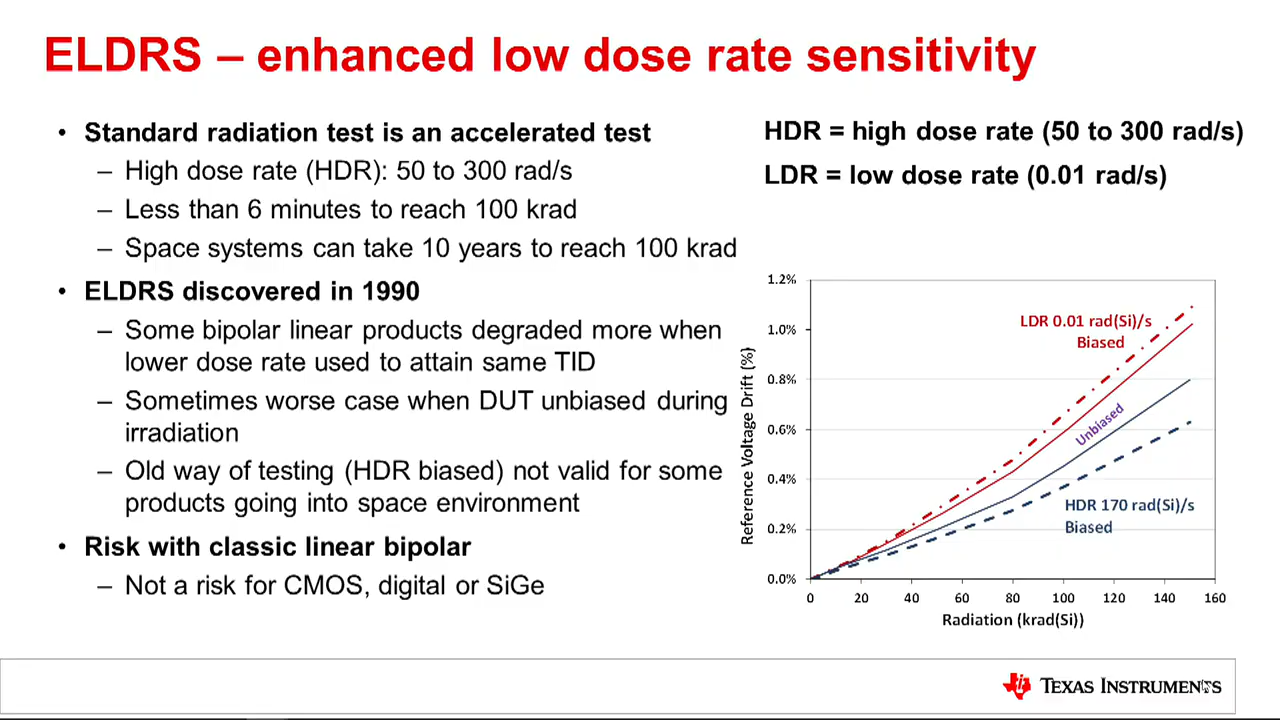 ELDRS – enhanced low dose rate sensitivity
• Standard radiation test is an accelerated test
– High dose rate (HDR): 50 to 300 rad/s
– Less than 6 minutes to reach 100 krad
– Space systems can take 10 years to reach 100 krad
• ELDRS discovered in 1990
– Some bipolar linear products degraded more when
lower dose rate used to attain same TID
– Sometimes worse case when DUT unbiased during
irradiation
– Old way of testing (HDR biased) not valid for some
products going into space environment
• Risk with classic linear bipolar
– Not a risk for CMOS, digital or SiGe
HDR = high dose rate (50 to 300 rad/s)
LDR = low dose rate (0.01 rad/s)
Reference Voltage Drift (%)
1.2%
1.0%
0.8%
0.6%
0.4%
0.2%
0.0%
LDR 0.01 rad(Si)/s
Biased
Unbiased
HDR 170 rad(Si)/s
Biased
0 20 40 60 80 100 120 140 160
Radiation (krad(Si))
TEXAS INSTRUMENTS